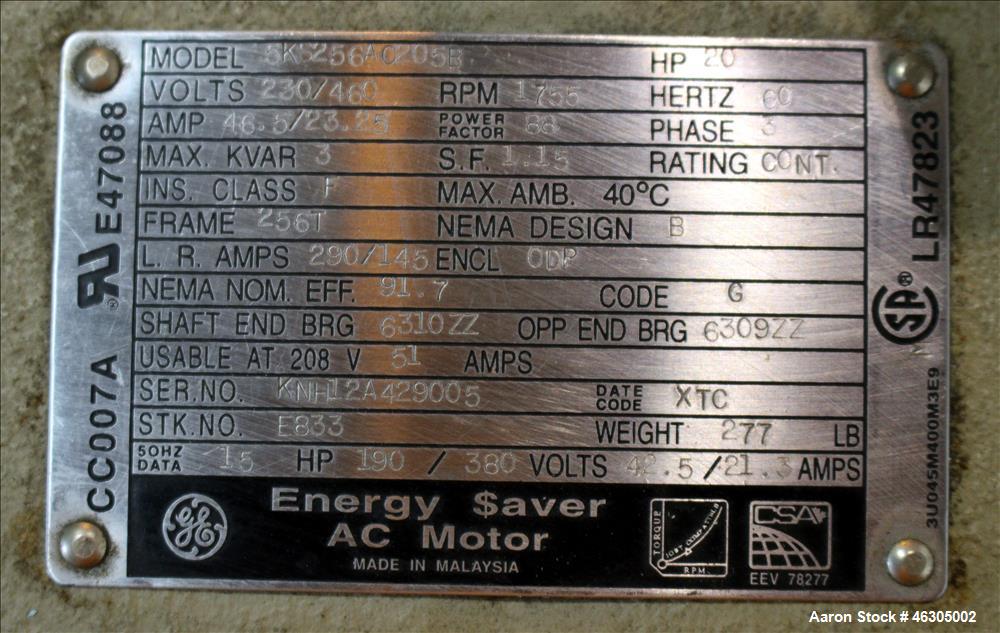 MODEL 5KS256AC205B HP 20
VOLTS 230/460 RPM 1755 HERTZ 60
AMP 46.5/23.25 POWER FACTOR 88 PHASE 3
MAX. KVAR 3 S.F. 1.15 RATING CONT.
INS. CLASS F MAX. AMB. 40°C
FRAME 256T NEMA DESIGN B
L. R. AMPS 290/145 ENCL ODP
NEMA NOM. EFF. 91.7 CODE G
SHAFT END BRG 6310ZZ OPP END BRG 6309ZZ
USABLE AT 208 V 51 AMPS
SER.NO. KNH12A429005 DATE CODE XTC
STK.NO. E833 WEIGHT 277 LB
50HZ DATA 15 HP 190 / 380 VOLTS 42.5/21.3 AMPS
GE
Energy $aver
AC Motor
MADE IN MALAYSIA
TORQUE
RPM
CSA
EEV 78277
CC007A E47088
LR47823
SA
3U045M400M3E9
Aaron Stock # 46305002